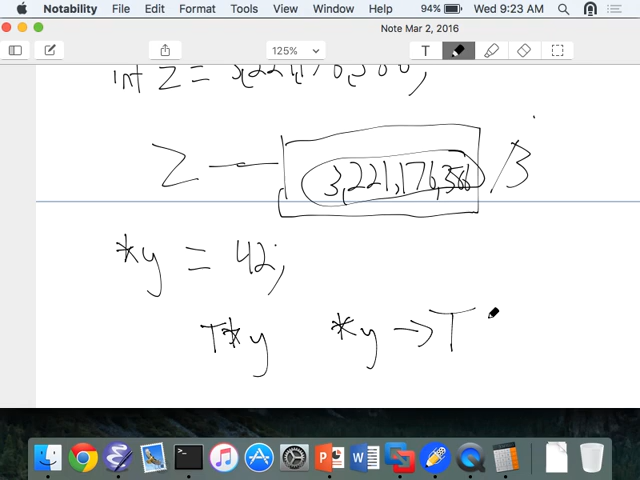 Notability File Edit Format View Window Help 94% Wed 9:23 AM
Note Mar 2, 2016
125% T
int Z =
Z 3,221,176,386 /3
*y = 42;
T*y *y → T